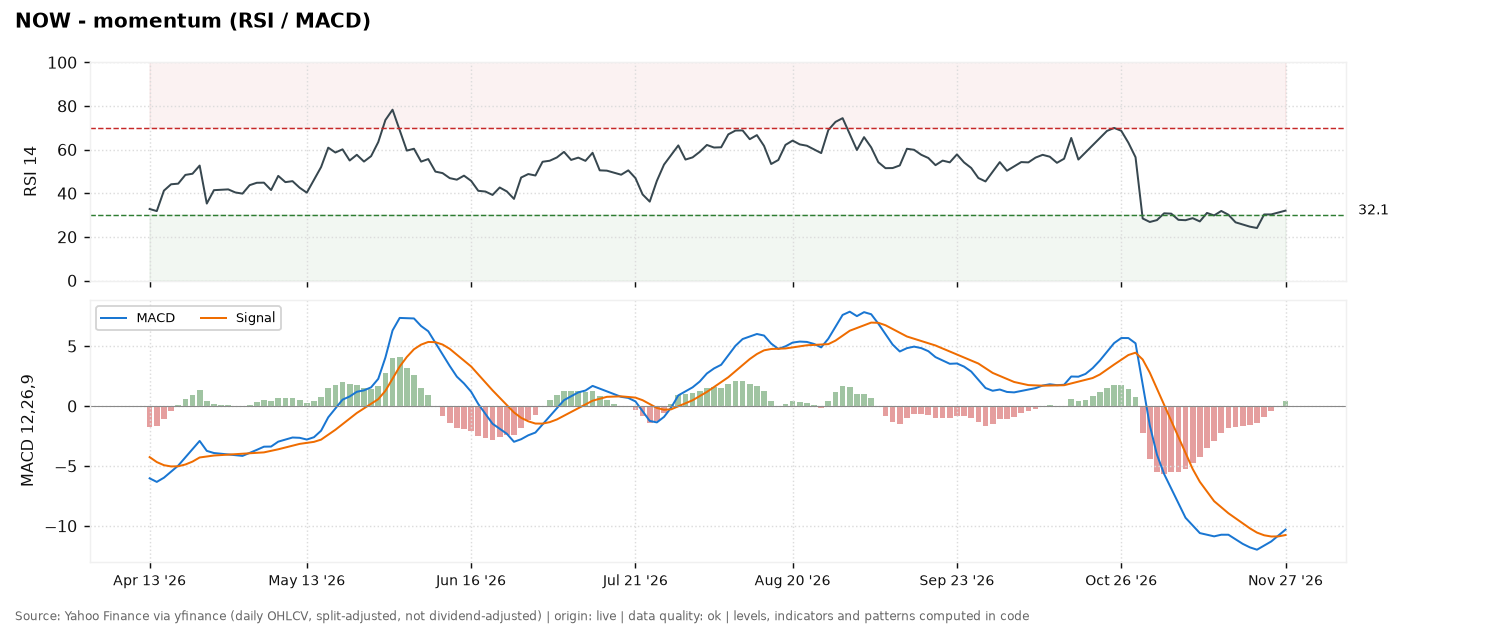 NOW - momentum (RSI / MACD)
100
80
60
40
20
0
RSI 14
32.1
MACD
Signal
5
0
−5
−10
MACD 12,26,9
Apr 13 '26
May 13 '26
Jun 16 '26
Jul 21 '26
Aug 20 '26
Sep 23 '26
Oct 26 '26
Nov 27 '26
Source: Yahoo Finance via yfinance (daily OHLCV, split-adjusted, not dividend-adjusted) | origin: live | data quality: ok | levels, indicators and patterns computed in code